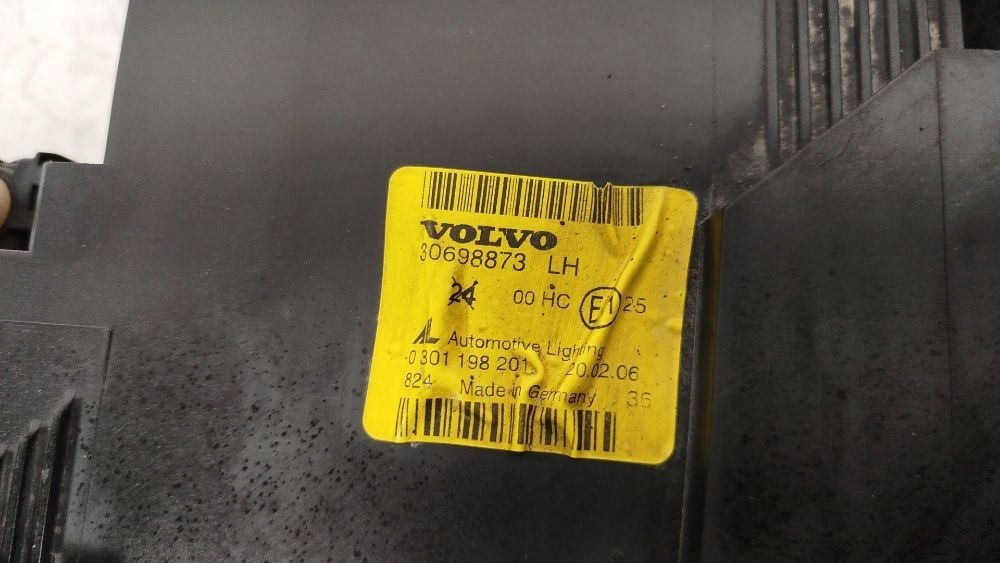 VOLVO
30698873 LH
24 00 HC E1 25
AL Automotive Lighting
0 301 198 201 20.02.06
824 Made in Germany 36